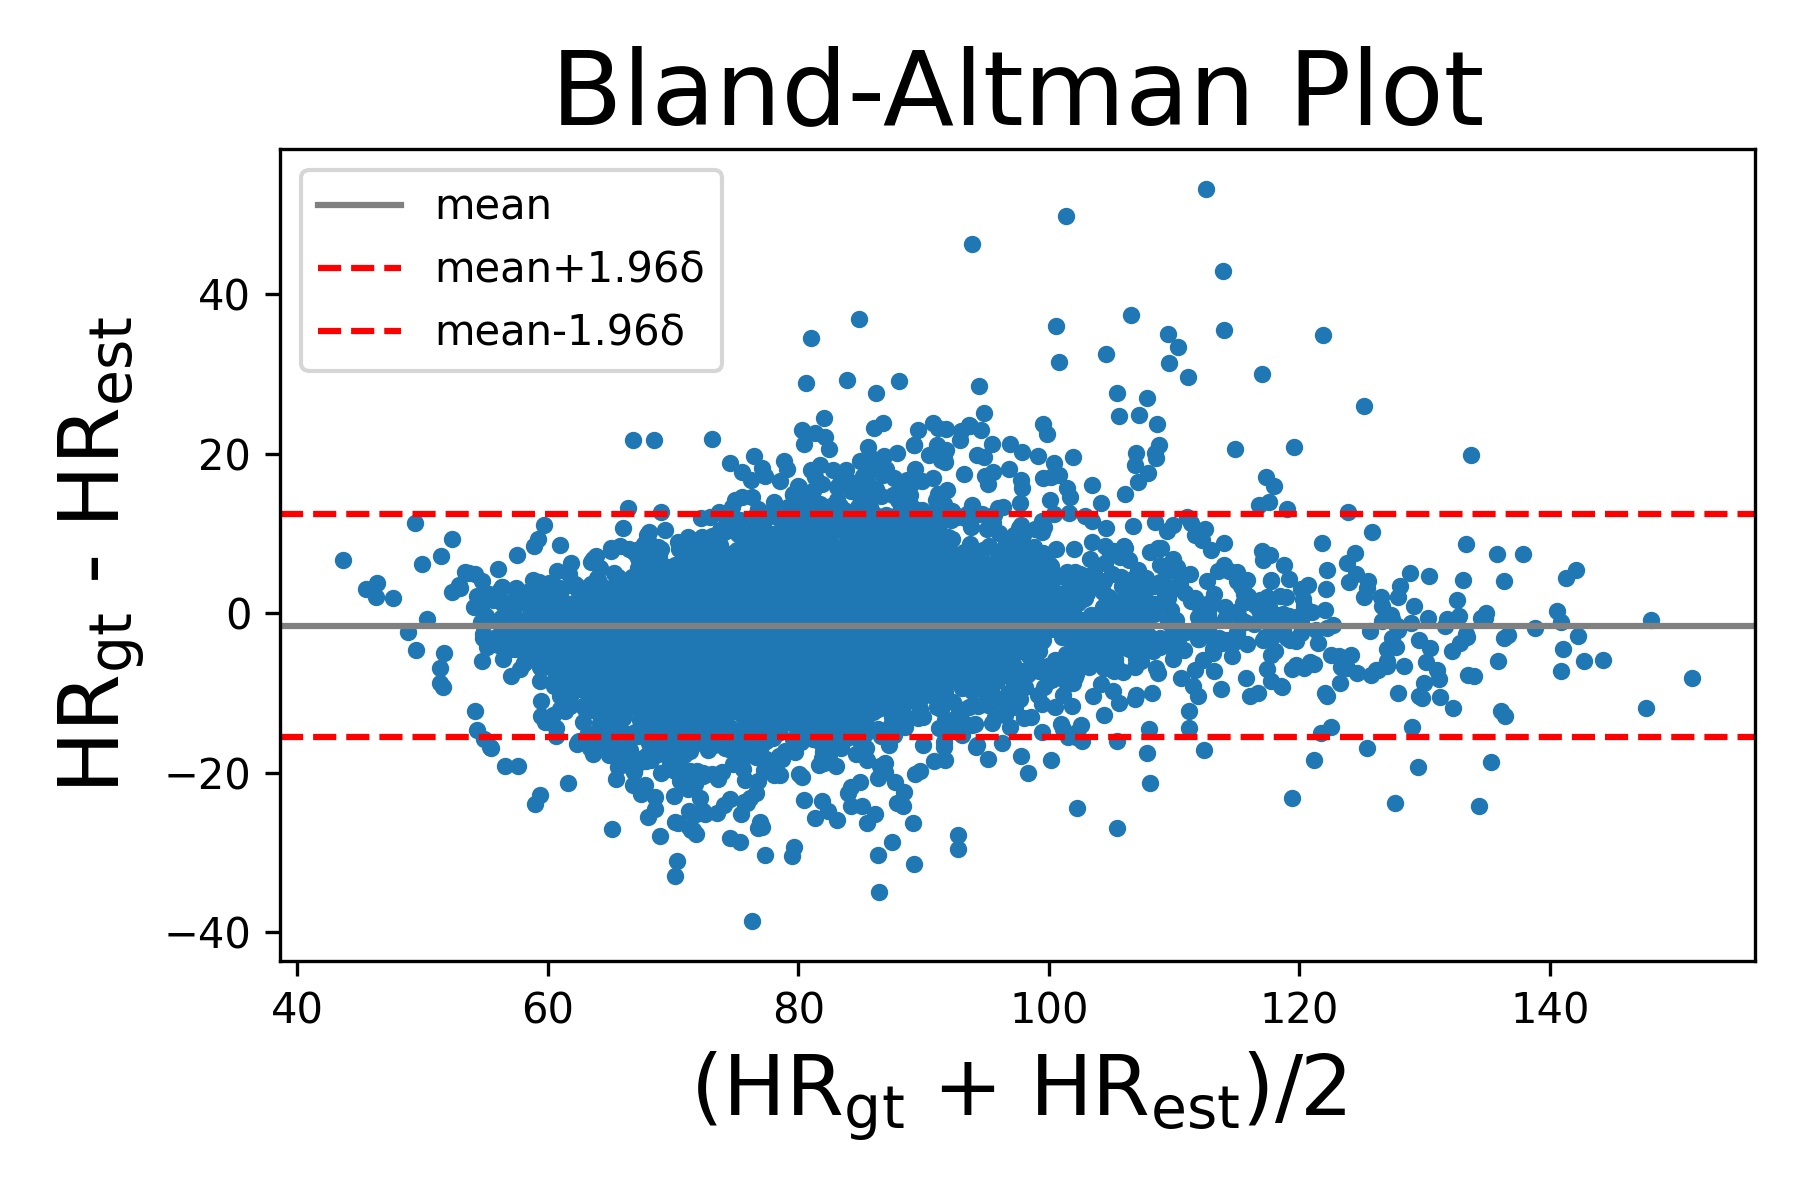 Bland-Altman Plot
mean
mean+1.96δ
mean-1.96δ
HRgt - HRest
40
20
0
−20
−40
40
60
80
100
120
140
(HRgt + HRest)/2